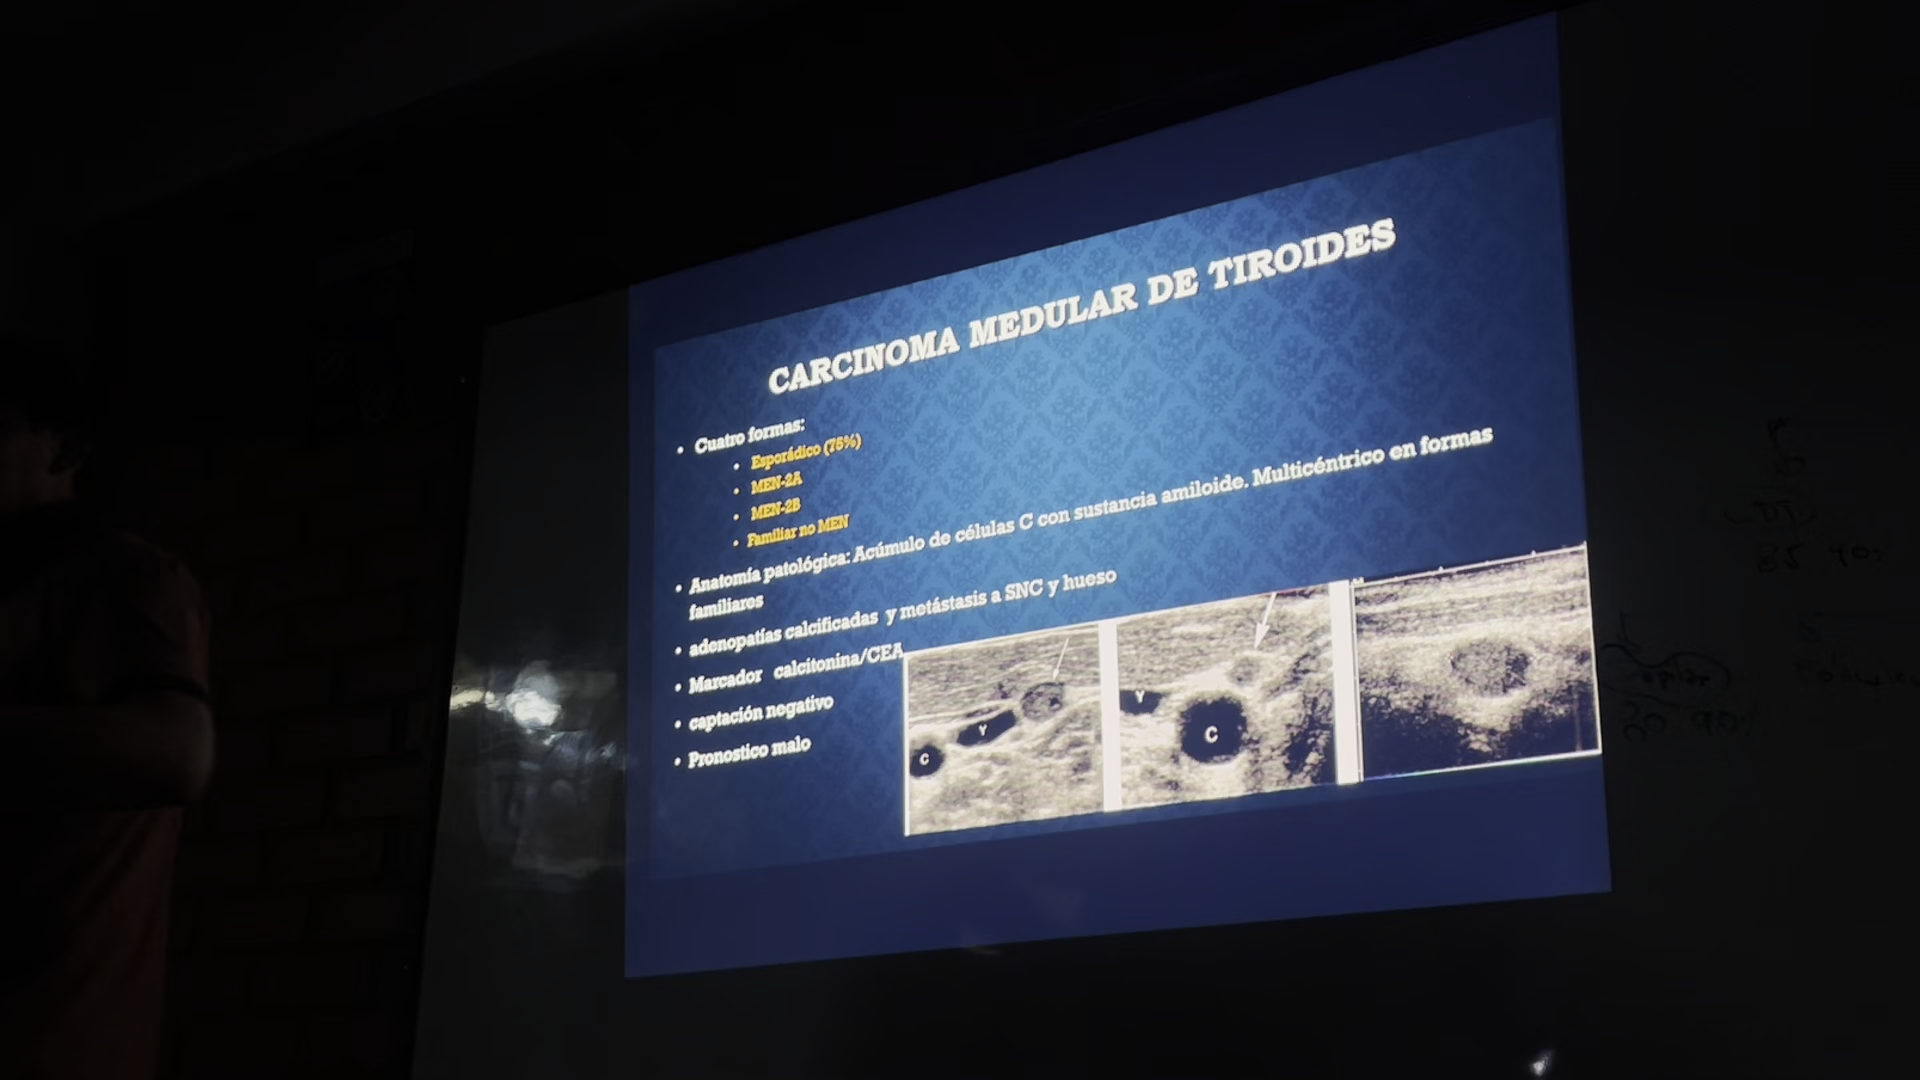 CARCINOMA MEDULAR DE TIROIDES
• Cuatro formas:
• Esporádico (75%)
• MEN-2A
• MEN-2B
• Familiar no MEN
• Anatomía patológica: Acúmulo de células C con sustancia amiloide. Multicéntrico en formas
familiares
• adenopatías calcificadas y metástasis a SNC y hueso
• Marcador calcitonina/CEA
• captación negativo
• Pronostico malo
C
Y
Y
C